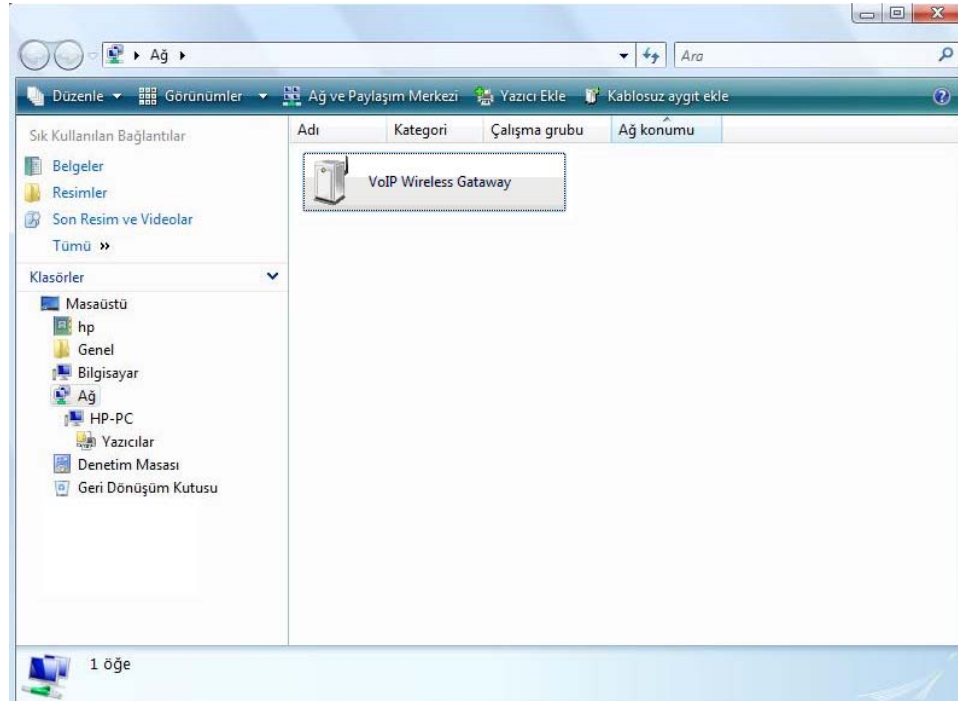 Ağ
Ara
Düzenle Görünümler Ağ ve Paylaşım Merkezi Yazıcı Ekle Kablosuz aygıt ekle
Sık Kullanılan Bağlantılar
Belgeler
Resimler
Son Resim ve Videolar
Tümü »
Klasörler
Masaüstü
hp
Genel
Bilgisayar
Ağ
HP-PC
Yazıcılar
Denetim Masası
Geri Dönüşüm Kutusu
Adı Kategori Çalışma grubu Ağ konumu
VoIP Wireless Gataway
1 öğe